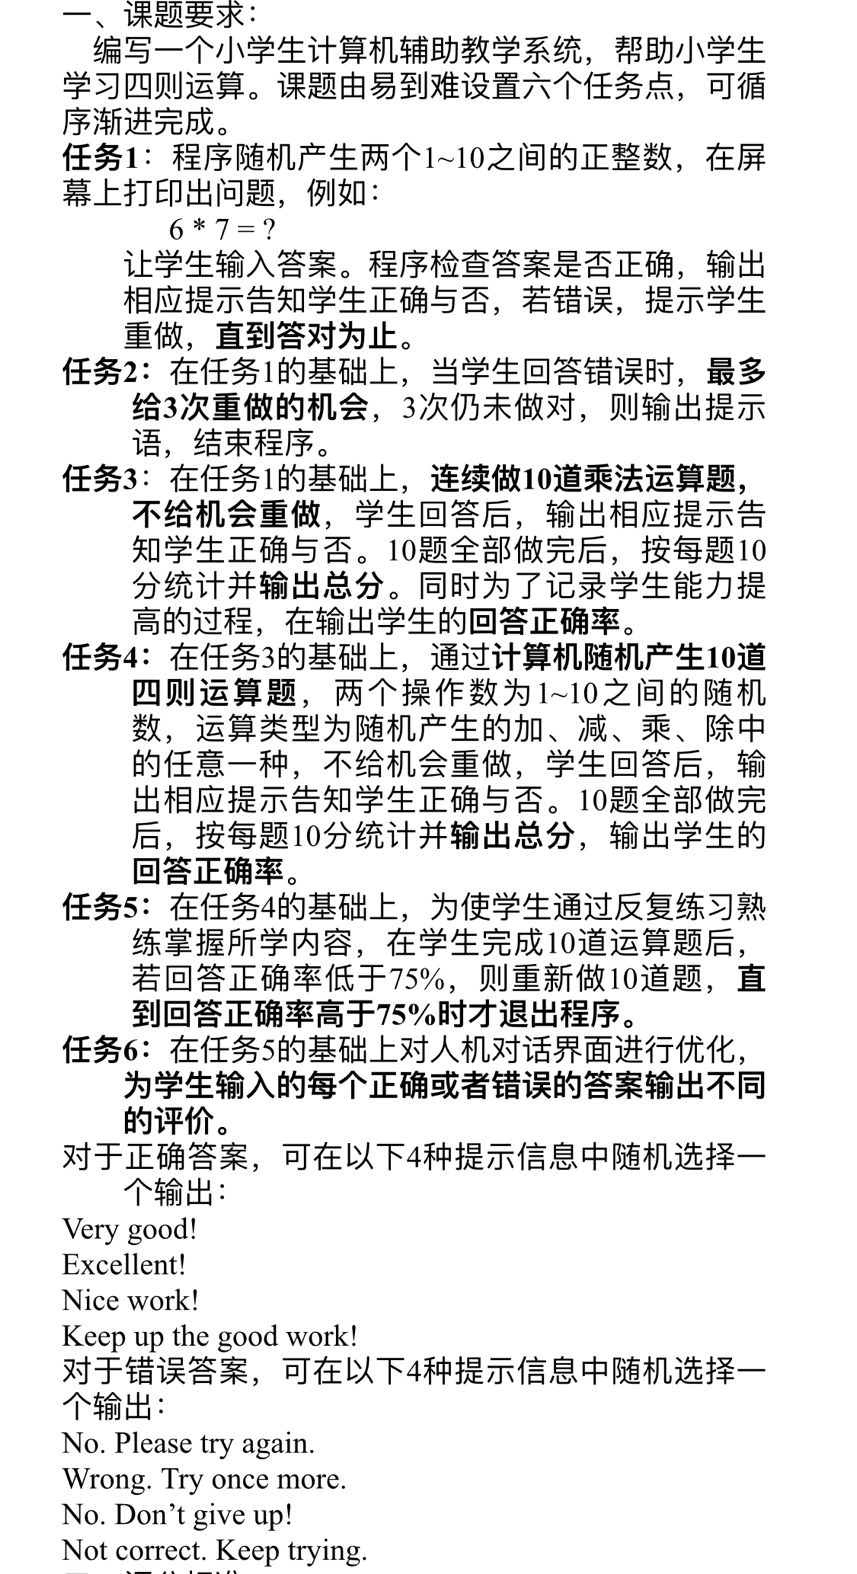 一、课题要求：
编写一个小学生计算机辅助教学系统，帮助小学生
学习四则运算。课题由易到难设置六个任务点，可循
序渐进完成。
任务1：程序随机产生两个1~10之间的正整数，在屏
幕上打印出问题，例如：
6 * 7 = ?
让学生输入答案。程序检查答案是否正确，输出
相应提示告知学生正确与否，若错误，提示学生
重做，直到答对为止。
任务2：在任务1的基础上，当学生回答错误时，最多
给3次重做的机会，3次仍未做对，则输出提示
语，结束程序。
任务3：在任务1的基础上，连续做10道乘法运算题，
不给机会重做，学生回答后，输出相应提示告
知学生正确与否。10题全部做完后，按每题10
分统计并输出总分。同时为了记录学生能力提
高的过程，在输出学生的回答正确率。
任务4：在任务3的基础上，通过计算机随机产生10道
四则运算题，两个操作数为1~10之间的随机
数，运算类型为随机产生的加、减、乘、除中
的任意一种，不给机会重做，学生回答后，输
出相应提示告知学生正确与否。10题全部做完
后，按每题10分统计并输出总分，输出学生的
回答正确率。
任务5：在任务4的基础上，为使学生通过反复练习熟
练掌握所学内容，在学生完成10道运算题后，
若回答正确率低于75%，则重新做10道题，直
到回答正确率高于75%时才退出程序。
任务6：在任务5的基础上对人机对话界面进行优化，
为学生输入的每个正确或者错误的答案输出不同
的评价。
对于正确答案，可在以下4种提示信息中随机选择一
个输出：
Very good!
Excellent!
Nice work!
Keep up the good work!
对于错误答案，可在以下4种提示信息中随机选择一
个输出：
No. Please try again.
Wrong. Try once more.
No. Don’t give up!
Not correct. Keep trying.